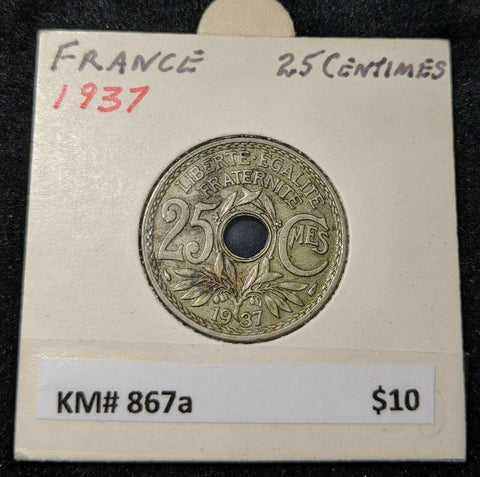 FRANCE 25 CENTIMES
1937
LIBERTE·EGALITE
FRATERNITE
25 CMES
1937
KM# 867a $10